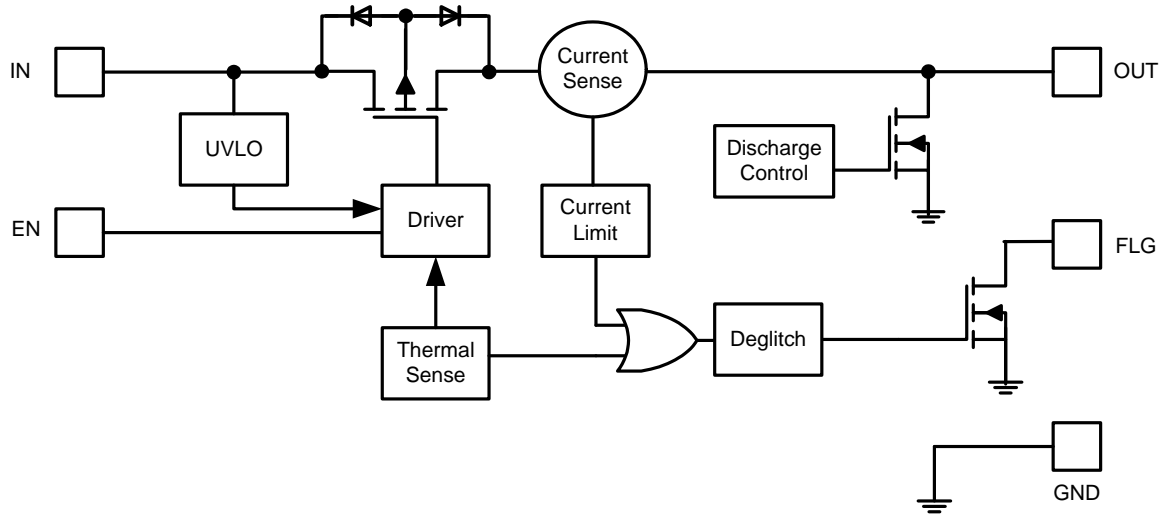 IN
Current
Sense
OUT
UVLO
Discharge
Control
EN
Driver
Current
Limit
FLG
Thermal
Sense
Deglitch
GND